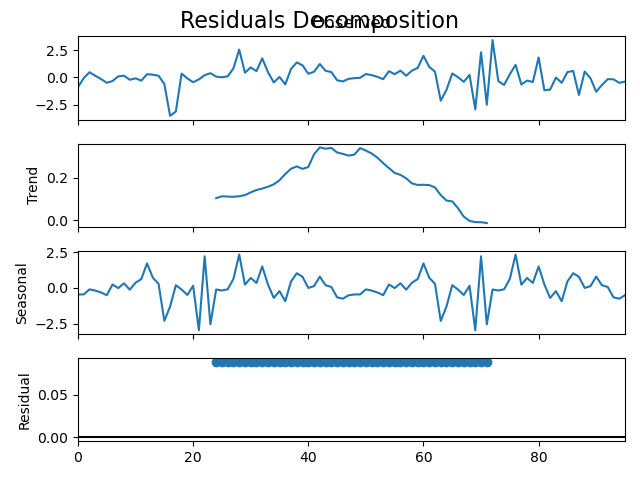 Residuals Decomposition
Observed
2.5
0.0
−2.5
Trend
0.2
0.0
Seasonal
2.5
0.0
−2.5
Residual
0.05
0.00
0 20 40 60 80